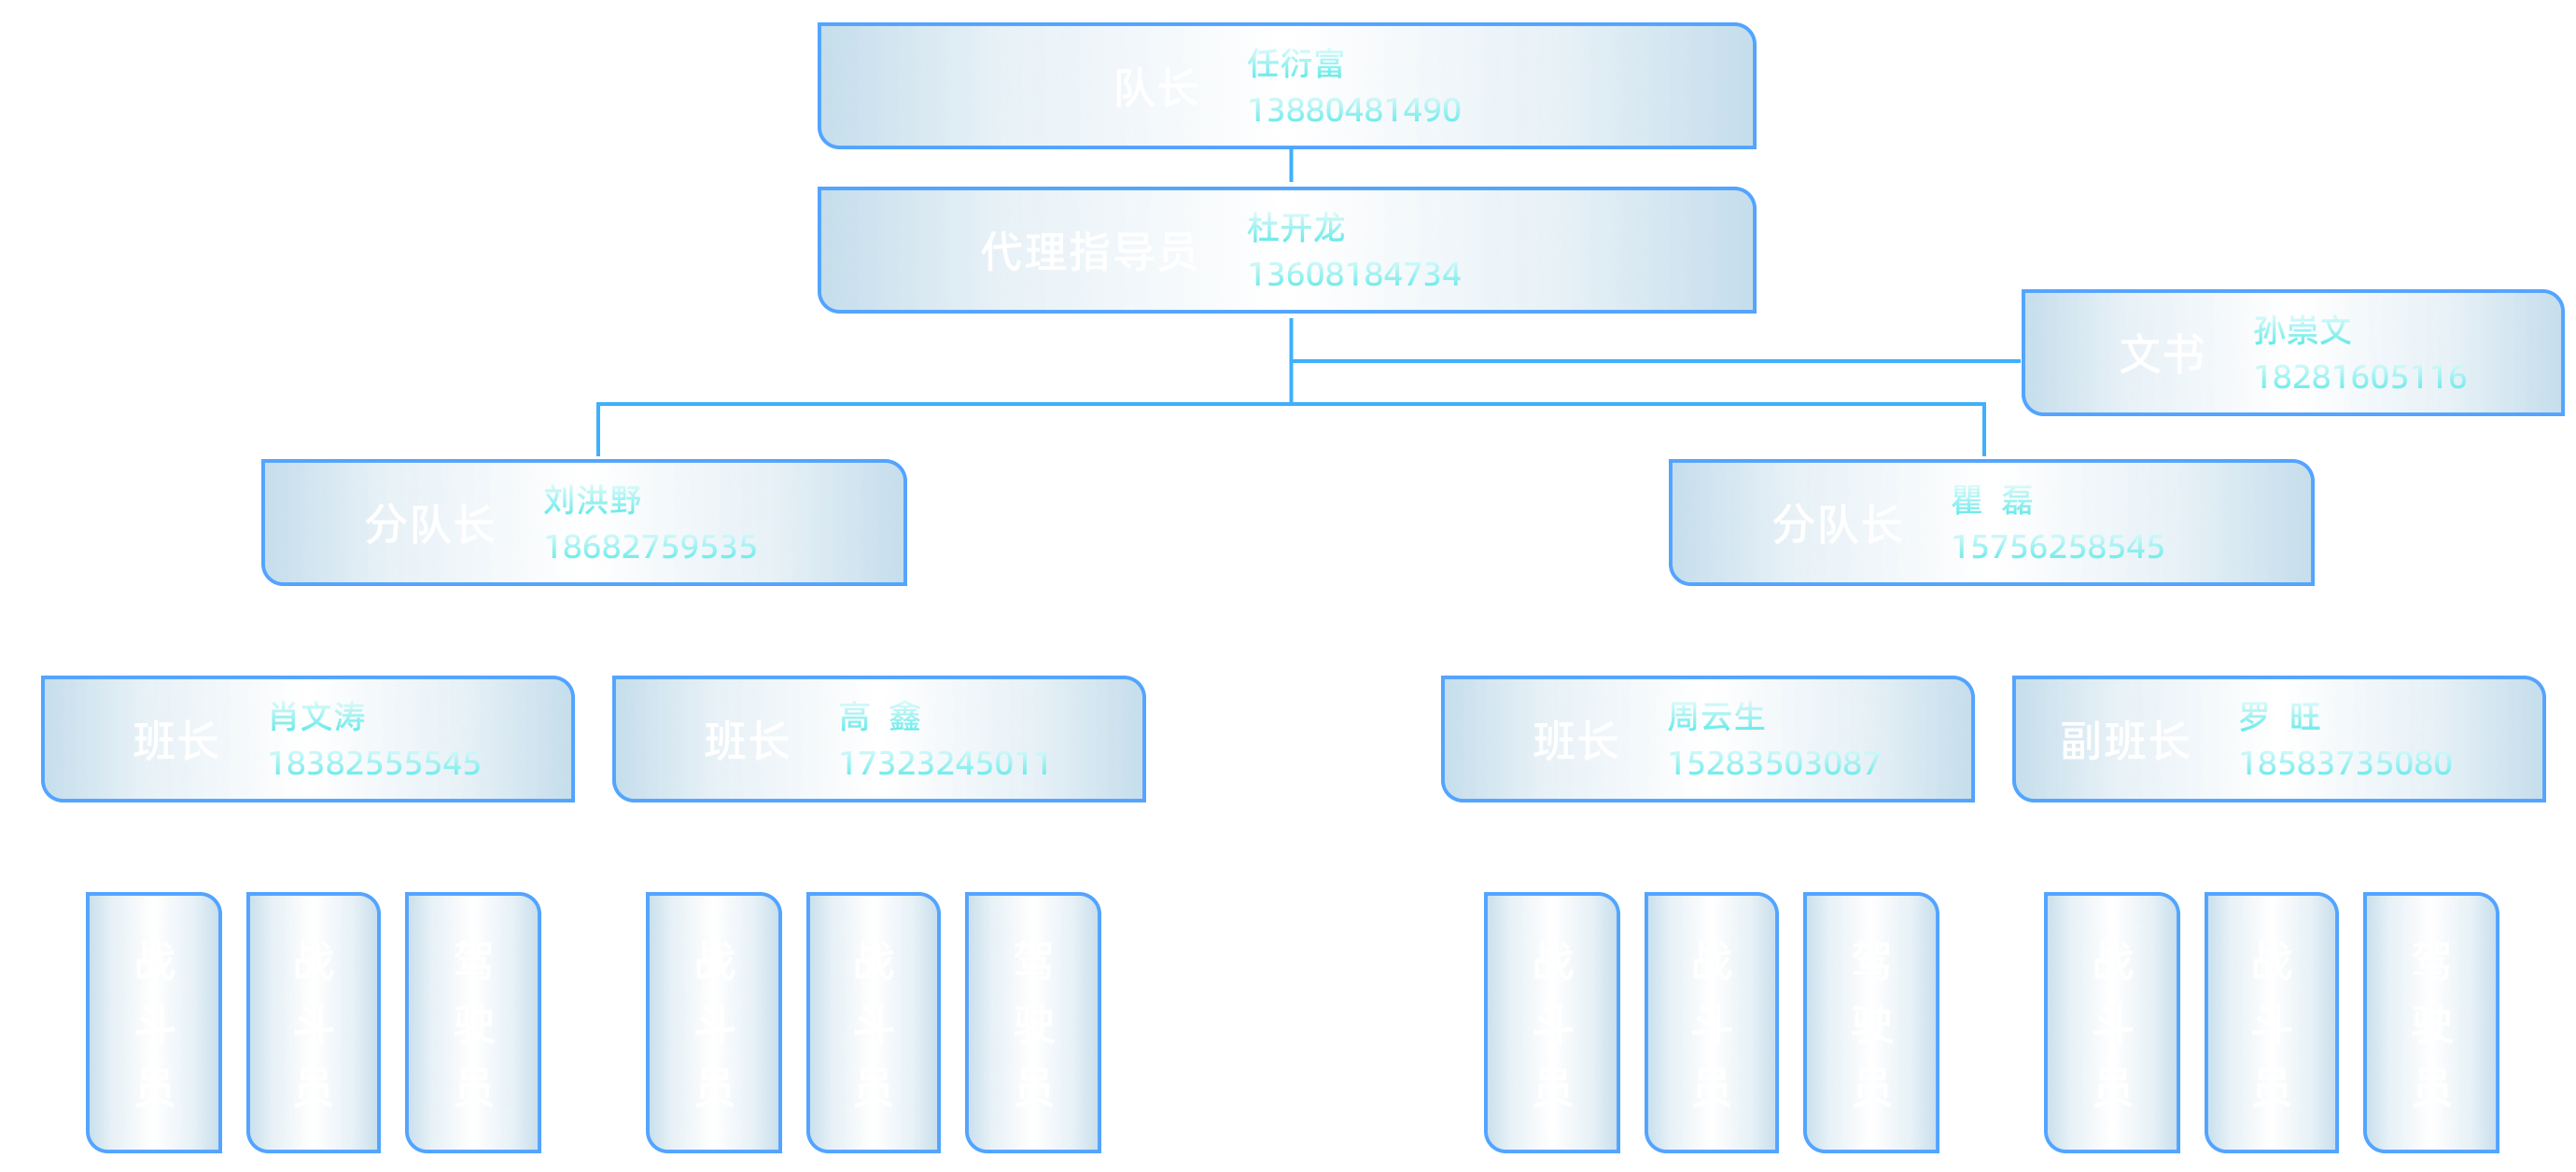 队长
任衍富
13880481490
代理指导员
杜开龙
13608184734
文书
孙崇文
18281605116
分队长
刘洪野
18682759535
分队长
瞿 磊
15756258545
班长
肖文涛
18382555545
班长
高 鑫
17323245011
班长
周云生
15283503087
副班长
罗 旺
18583735080
战斗员
战斗员
驾驶员
战斗员
战斗员
驾驶员
战斗员
战斗员
驾驶员
战斗员
战斗员
驾驶员